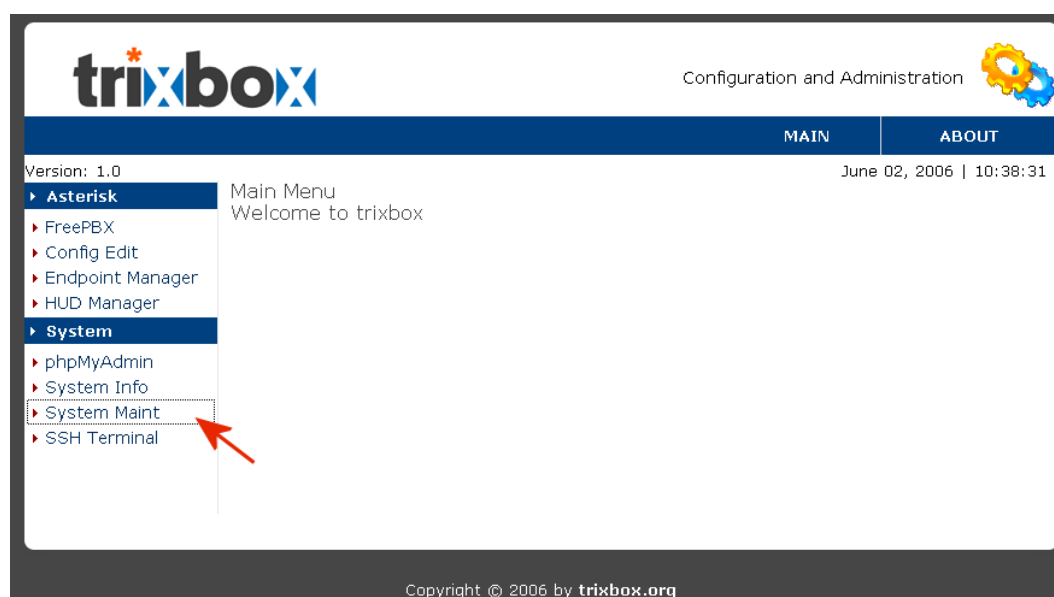 trixbox
Configuration and Administration
MAIN ABOUT
Version: 1.0
June 02, 2006 | 10:38:31
Asterisk
FreePBX
Config Edit
Endpoint Manager
HUD Manager
System
phpMyAdmin
System Info
System Maint
SSH Terminal
Main Menu
Welcome to trixbox
Copyright © 2006 by trixbox.org